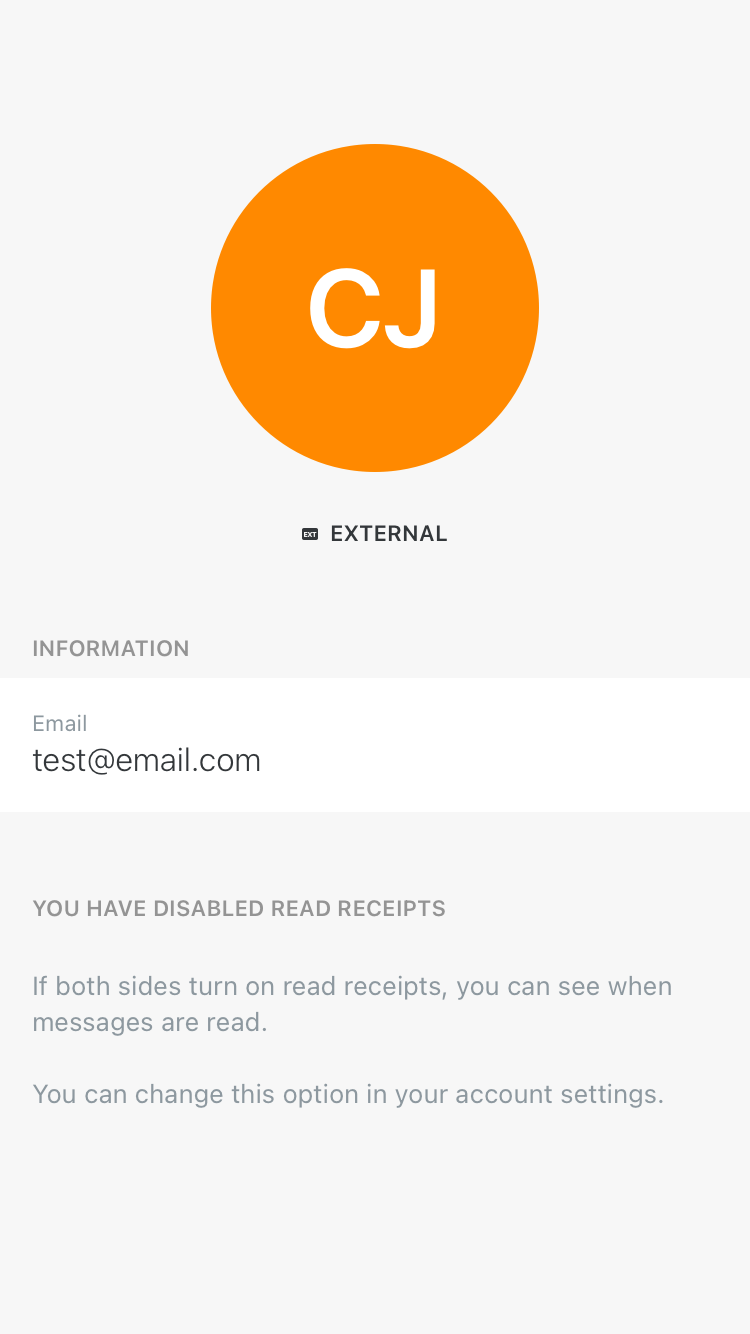 CJ
EXT EXTERNAL
INFORMATION
Email
test@email.com
YOU HAVE DISABLED READ RECEIPTS
If both sides turn on read receipts, you can see when
messages are read.
You can change this option in your account settings.